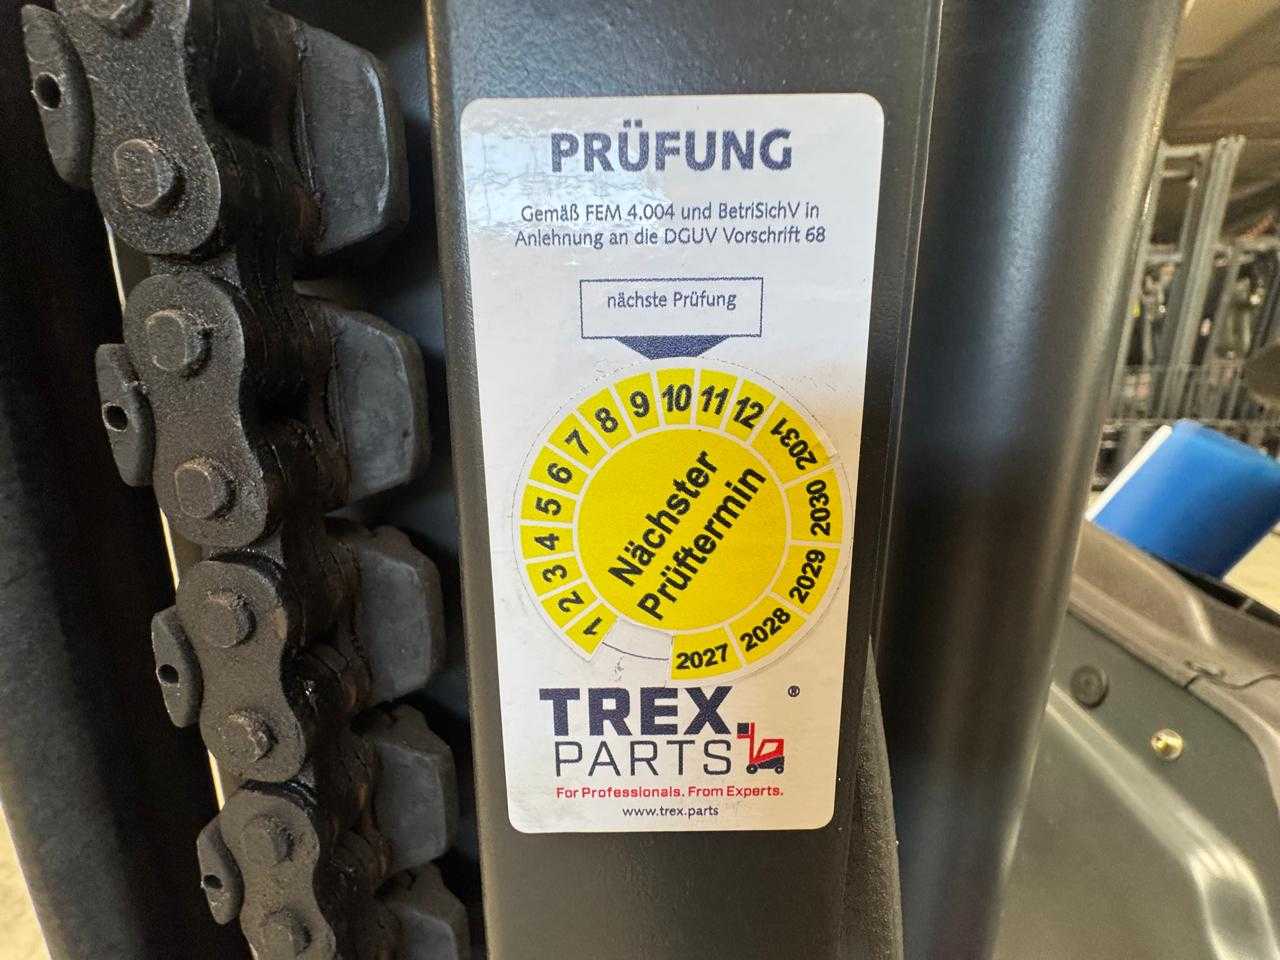 PRÜFUNG
Gemäß FEM 4.004 und BetriSichV in
Anlehnung an die DGUV Vorschrift 68
nächste Prüfung
1 2 3 4 5 6 7 8 9 10 11 12 2031 2030 2029 2028 2027
Nächster
Prüftermin
TREX.®
PARTS
For Professionals. From Experts.
www.trex.parts